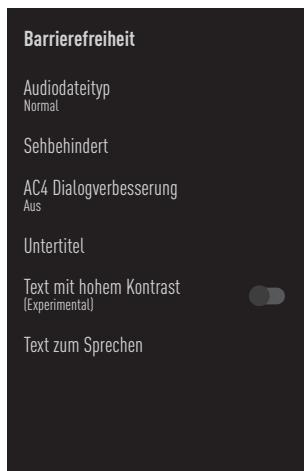 Barrierefreiheit
Audiodateityp
Normal
Sehbehindert
AC4 Dialogverbesserung
Aus
Untertitel
Text mit hohem Kontrast
(Experimental)
Text zum Sprechen